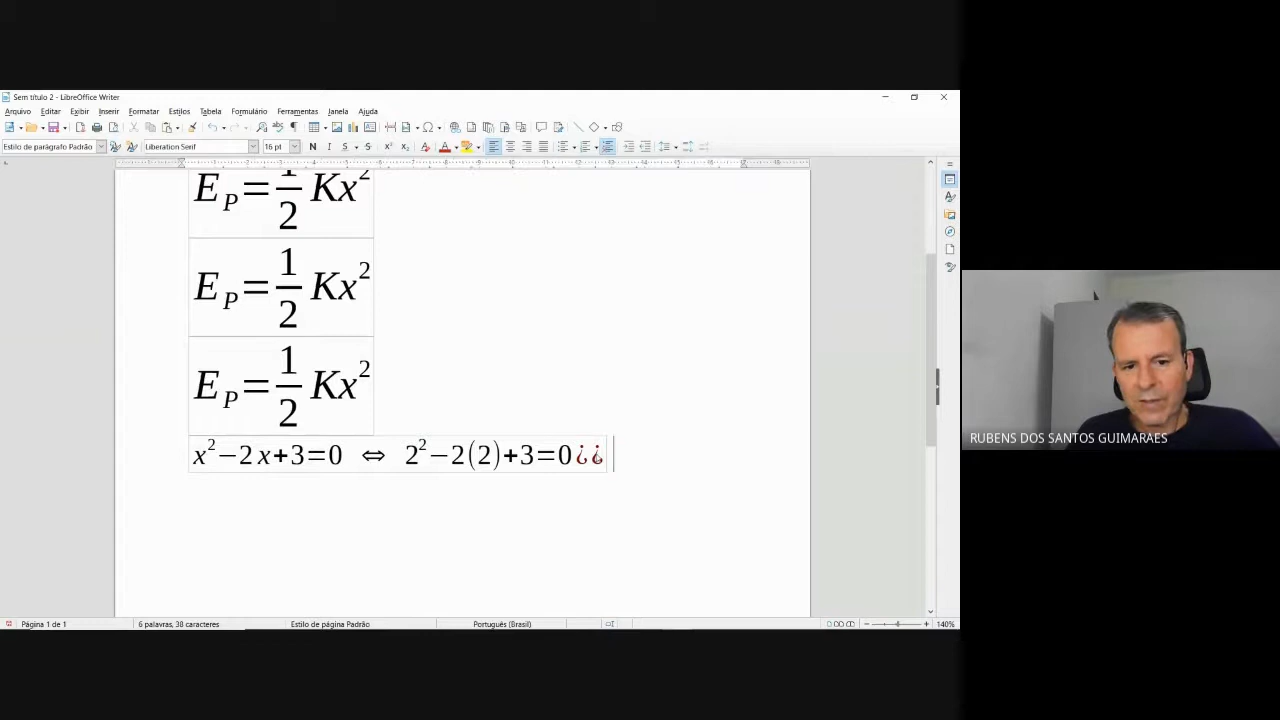 Sem título 2 - LibreOffice Writer
Arquivo Editar Exibir Inserir Formatar Estilos Tabela Formulário Ferramentas Janela Ajuda
Estilo de parágrafo Padrão Liberation Serif 16 pt N I S S
E_P = 1/2 Kx²
E_P = 1/2 Kx²
E_P = 1/2 Kx²
x² − 2 x + 3 = 0 ⇔ 2² − 2 (2) + 3 = 0 ¿ ¿
RUBENS DOS SANTOS GUIMARAES
Página 1 de 1 6 palavras, 38 caracteres Estilo de página Padrão Português (Brasil) 140%